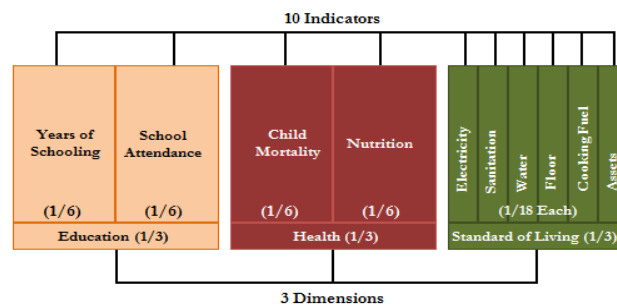 10 Indicators
Years of
Schooling
(1/6)
School
Attendance
(1/6)
Education (1/3)
Child
Mortality
(1/6)
Nutrition
(1/6)
Health (1/3)
Electricity
Sanitation
Water
Floor
Cooking Fuel
Assets
(1/18 Each)
Standard of Living (1/3)
3 Dimensions